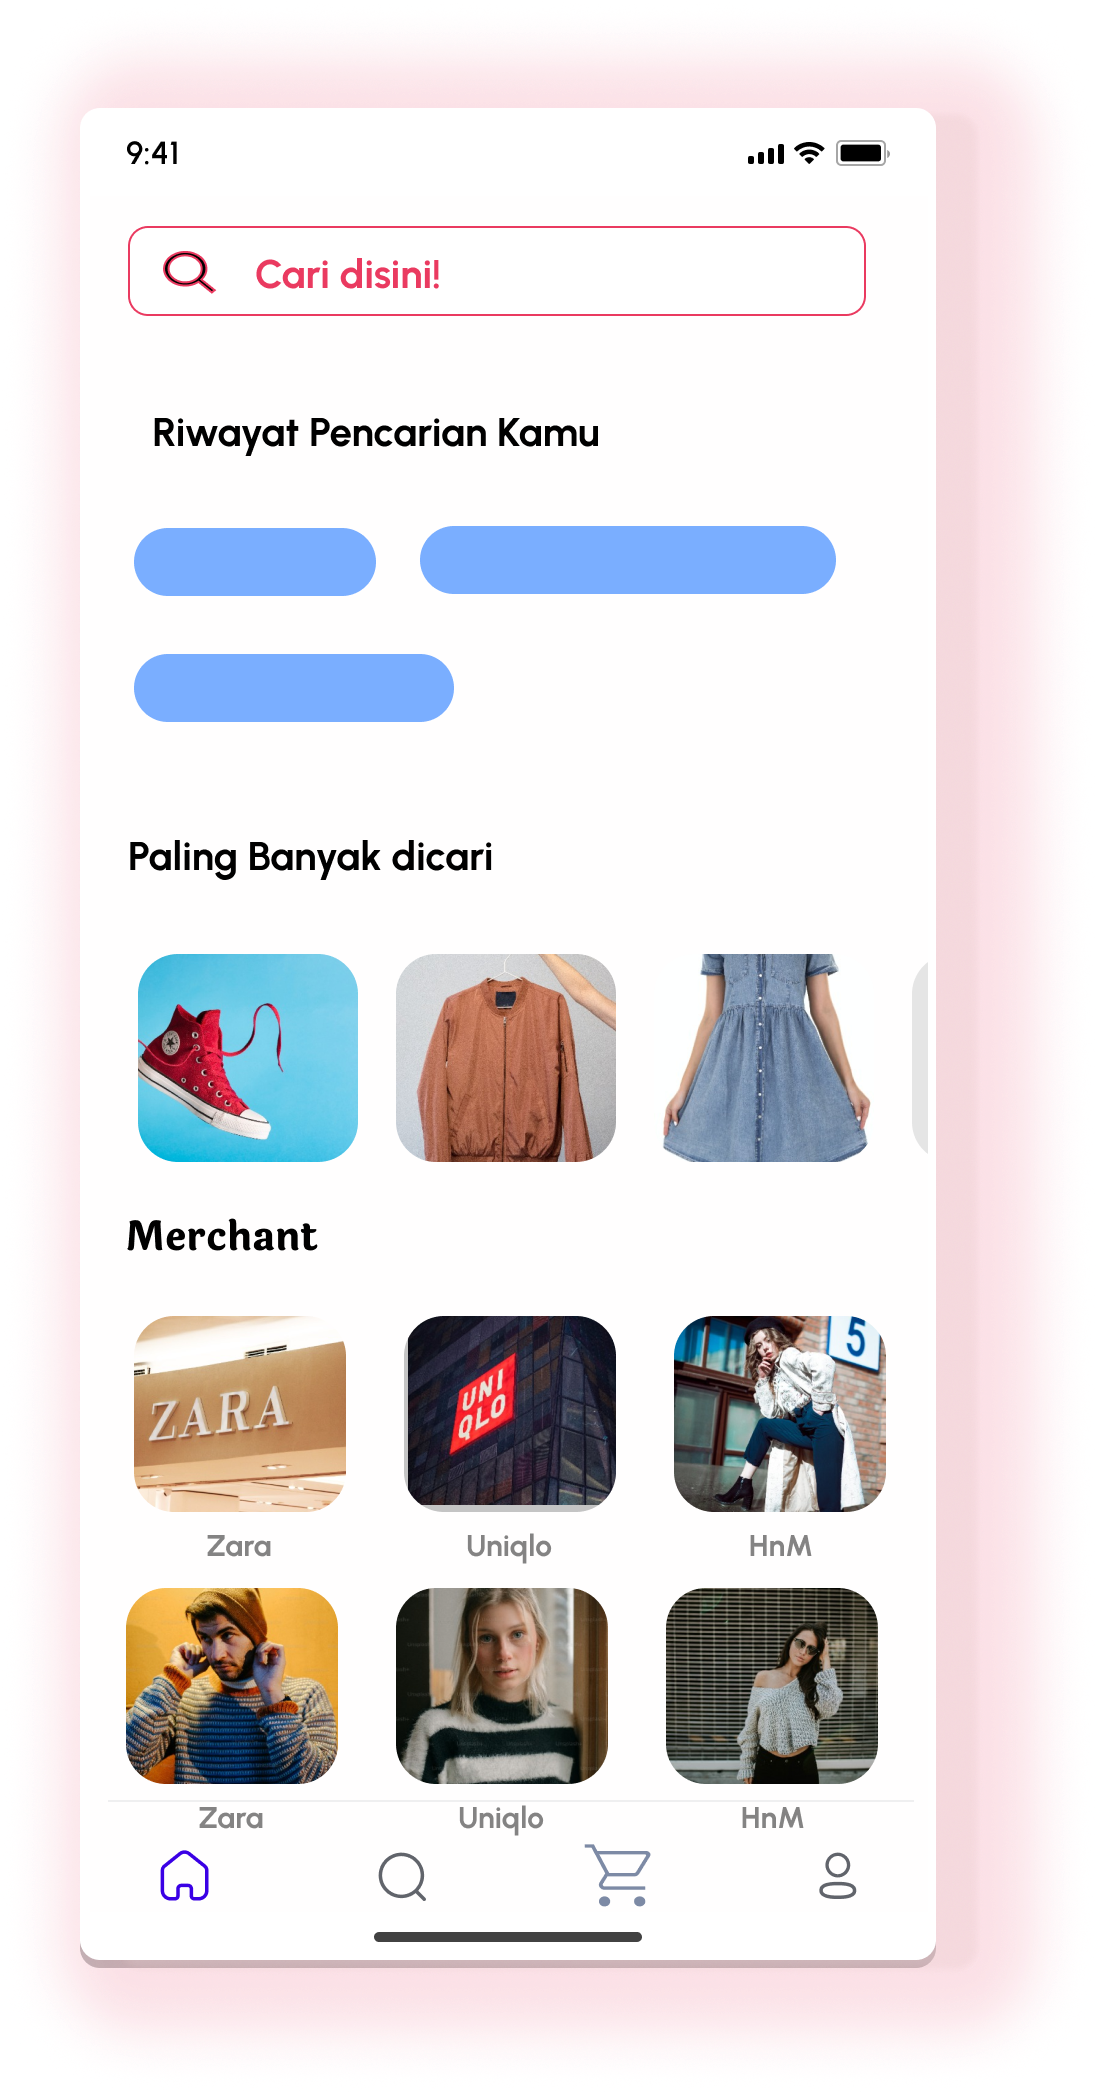 9:41
Cari disini!
Riwayat Pencarian Kamu
Paling Banyak dicari
Merchant
ZARA
UNI
QLO
5
Zara
Uniqlo
HnM
Zara
Uniqlo
HnM